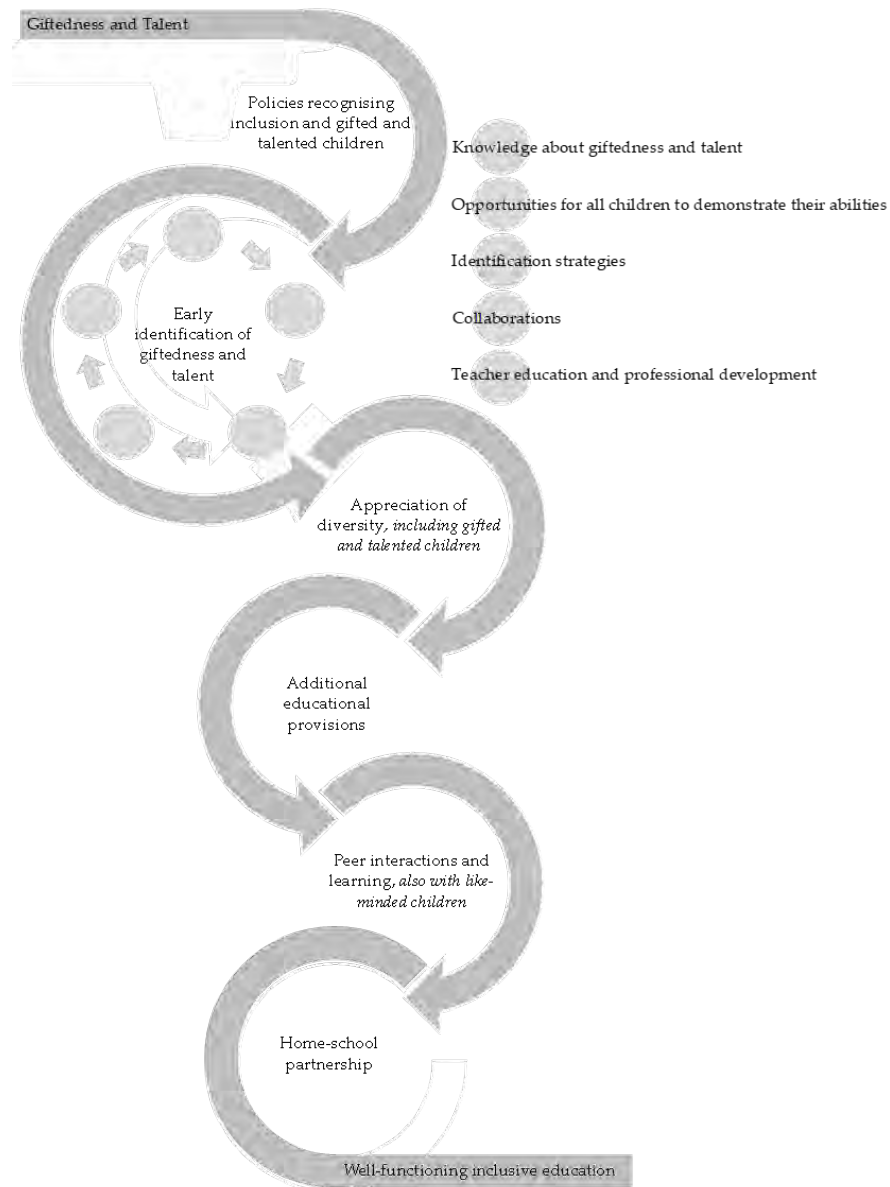 Giftedness and Talent
Policies recognising
inclusion and gifted and
talented children
Knowledge about giftedness and talent
Opportunities for all children to demonstrate their abilities
Identification strategies
Collaborations
Teacher education and professional development
Early
identification of
giftedness and
talent
Appreciation of
diversity, including gifted
and talented children
Additional
educational
provisions
Peer interactions and
learning, also with like-
minded children
Home-school
partnership
Well-functioning inclusive education